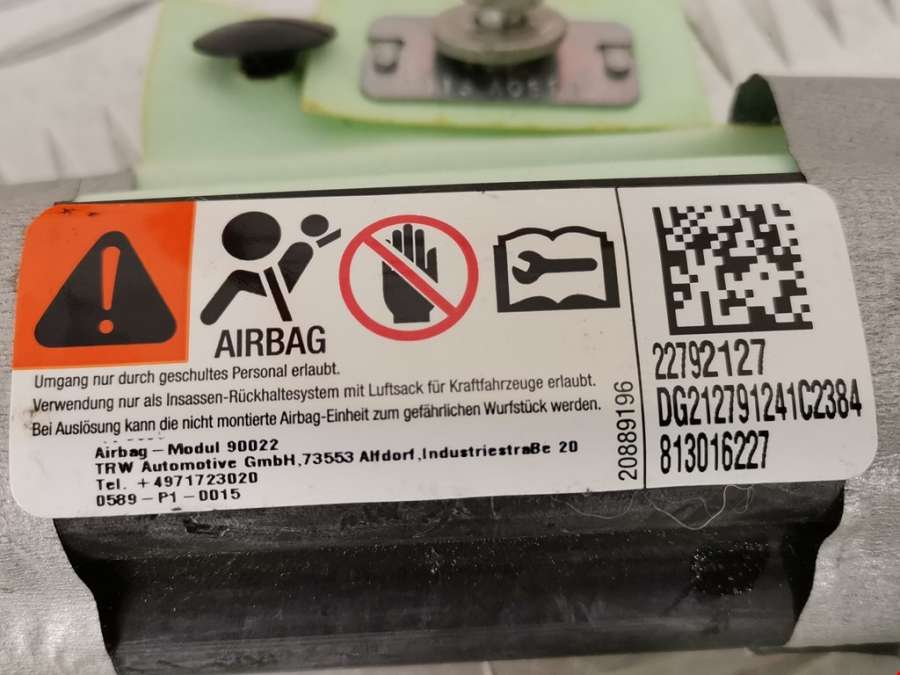 AIRBAG
Umgang nur durch geschultes Personal erlaubt.
Verwendung nur als Insassen-Rückhaltesystem mit Luftsack für Kraftfahrzeuge erlaubt.
Bei Auslösung kann die nicht montierte Airbag-Einheit zum gefährlichen Wurfstück werden.
Airbag-Modul 90022
TRW Automotive GmbH,73553 Alfdorf,Industriestraße 20
Tel. +4971723020
0589-P1-0015
20889196
22792127
DG212791241C2384
813016227